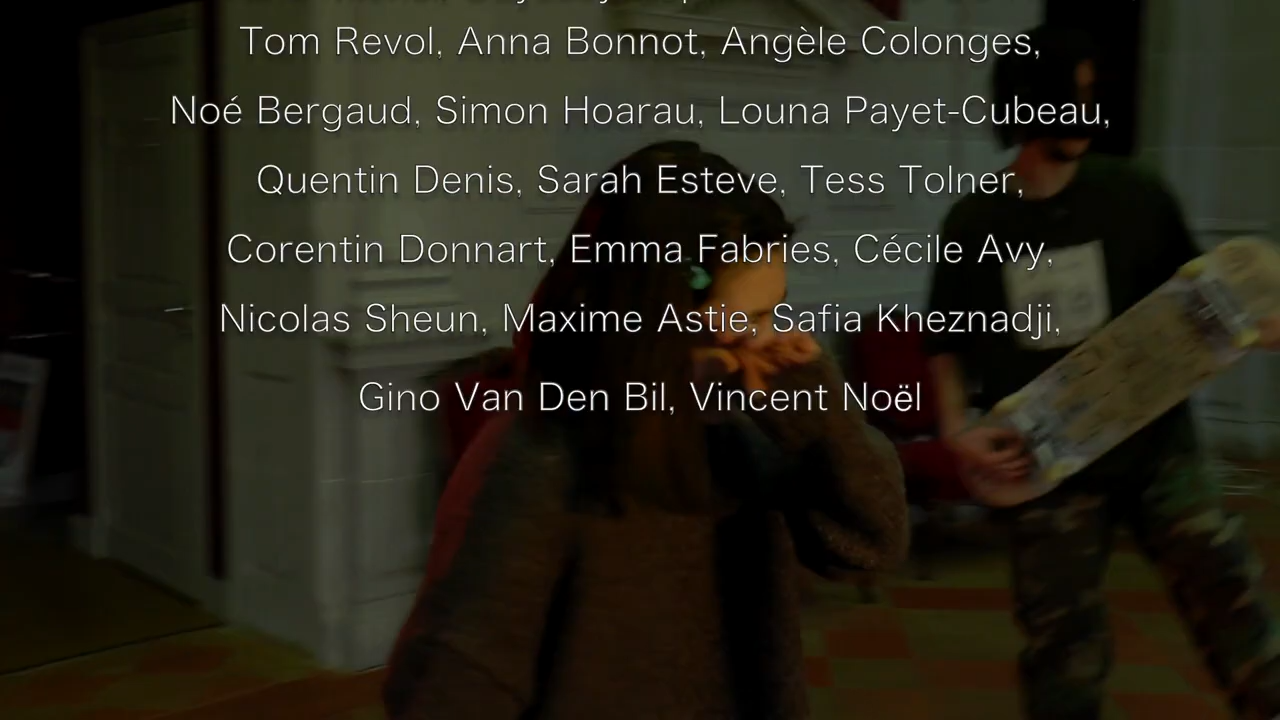 Tom Revol, Anna Bonnot, Angèle Colonges,
Noé Bergaud, Simon Hoarau, Louna Payet-Cubeau,
Quentin Denis, Sarah Esteve, Tess Tolner,
Corentin Donnart, Emma Fabries, Cécile Avy,
Nicolas Sheun, Maxime Astie, Safia Kheznadji,
Gino Van Den Bil, Vincent Noël